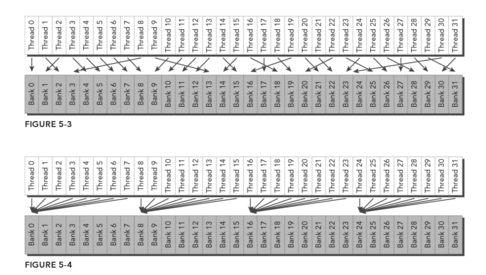 Thread 0 Thread 1 Thread 2 Thread 3 Thread 4 Thread 5 Thread 6 Thread 7 Thread 8 Thread 9 Thread 10 Thread 11 Thread 12 Thread 13 Thread 14 Thread 15 Thread 16 Thread 17 Thread 18 Thread 19 Thread 20 Thread 21 Thread 22 Thread 23 Thread 24 Thread 25 Thread 26 Thread 27 Thread 28 Thread 29 Thread 30 Thread 31
Bank 0 Bank 1 Bank 2 Bank 3 Bank 4 Bank 5 Bank 6 Bank 7 Bank 8 Bank 9 Bank 10 Bank 11 Bank 12 Bank 13 Bank 14 Bank 15 Bank 16 Bank 17 Bank 18 Bank 19 Bank 20 Bank 21 Bank 22 Bank 23 Bank 24 Bank 25 Bank 26 Bank 27 Bank 28 Bank 29 Bank 30 Bank 31
FIGURE 5-3
Thread 0 Thread 1 Thread 2 Thread 3 Thread 4 Thread 5 Thread 6 Thread 7 Thread 8 Thread 9 Thread 10 Thread 11 Thread 12 Thread 13 Thread 14 Thread 15 Thread 16 Thread 17 Thread 18 Thread 19 Thread 20 Thread 21 Thread 22 Thread 23 Thread 24 Thread 25 Thread 26 Thread 27 Thread 28 Thread 29 Thread 30 Thread 31
Bank 0 Bank 1 Bank 2 Bank 3 Bank 4 Bank 5 Bank 6 Bank 7 Bank 8 Bank 9 Bank 10 Bank 11 Bank 12 Bank 13 Bank 14 Bank 15 Bank 16 Bank 17 Bank 18 Bank 19 Bank 20 Bank 21 Bank 22 Bank 23 Bank 24 Bank 25 Bank 26 Bank 27 Bank 28 Bank 29 Bank 30 Bank 31
FIGURE 5-4